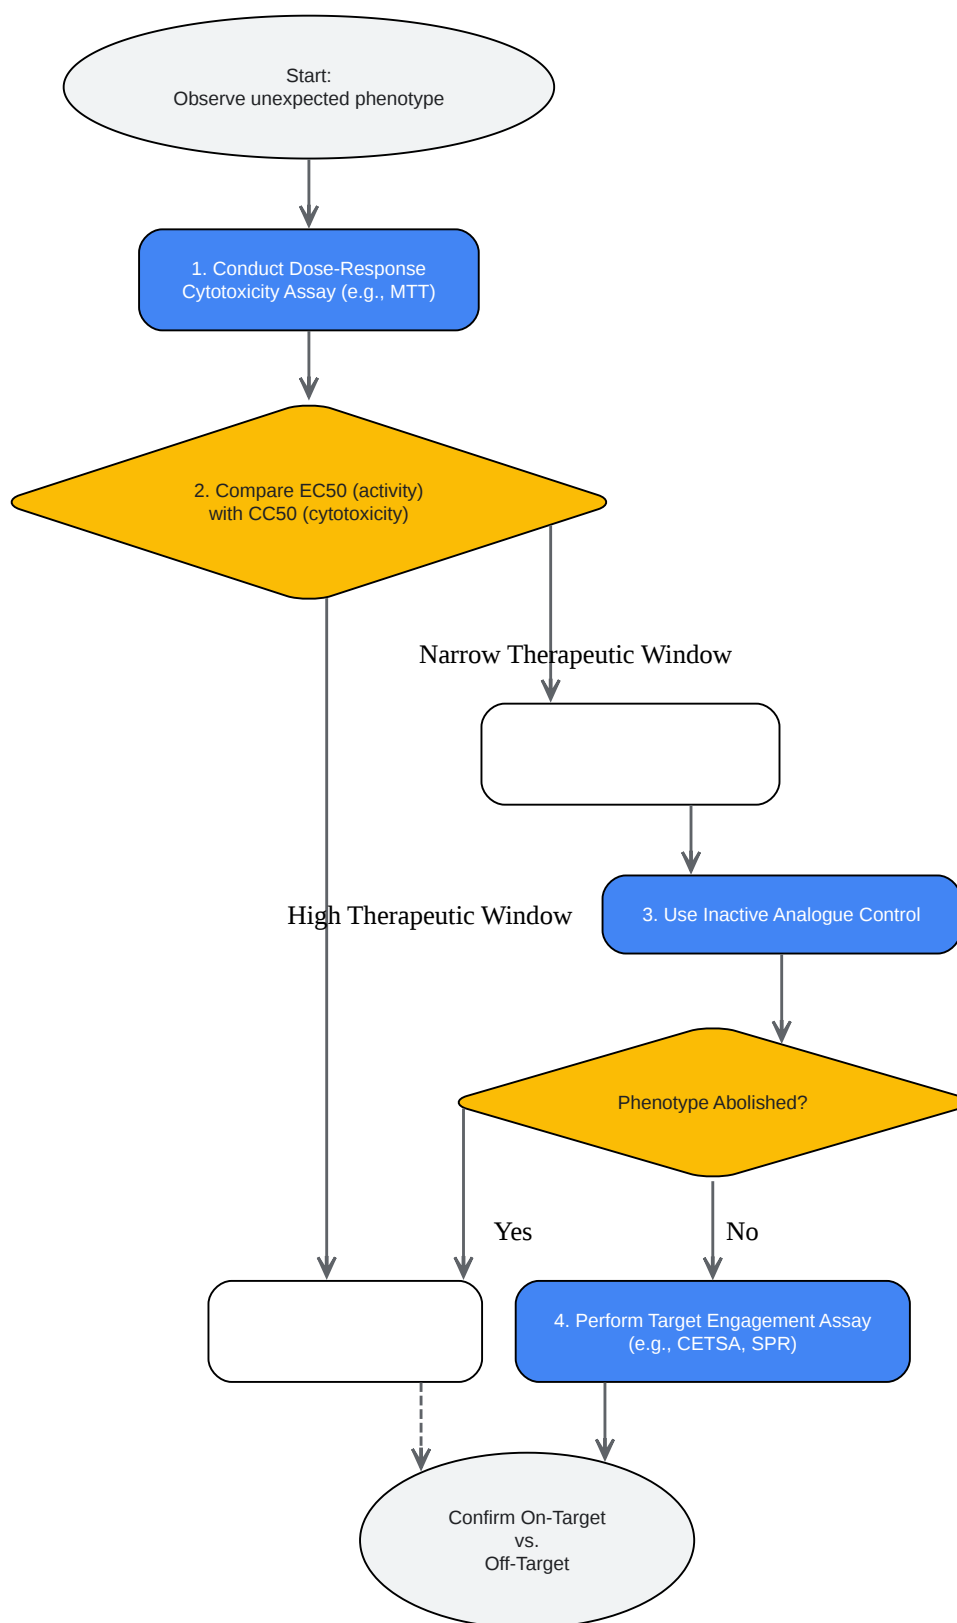 Start:
Observe unexpected phenotype
1. Conduct Dose-Response
Cytotoxicity Assay (e.g., MTT)
2. Compare EC50 (activity)
with CC50 (cytotoxicity)
Narrow Therapeutic Window
High Therapeutic Window
3. Use Inactive Analogue Control
Phenotype Abolished?
Yes
No
4. Perform Target Engagement Assay
(e.g., CETSA, SPR)
Confirm On-Target
vs.
Off-Target